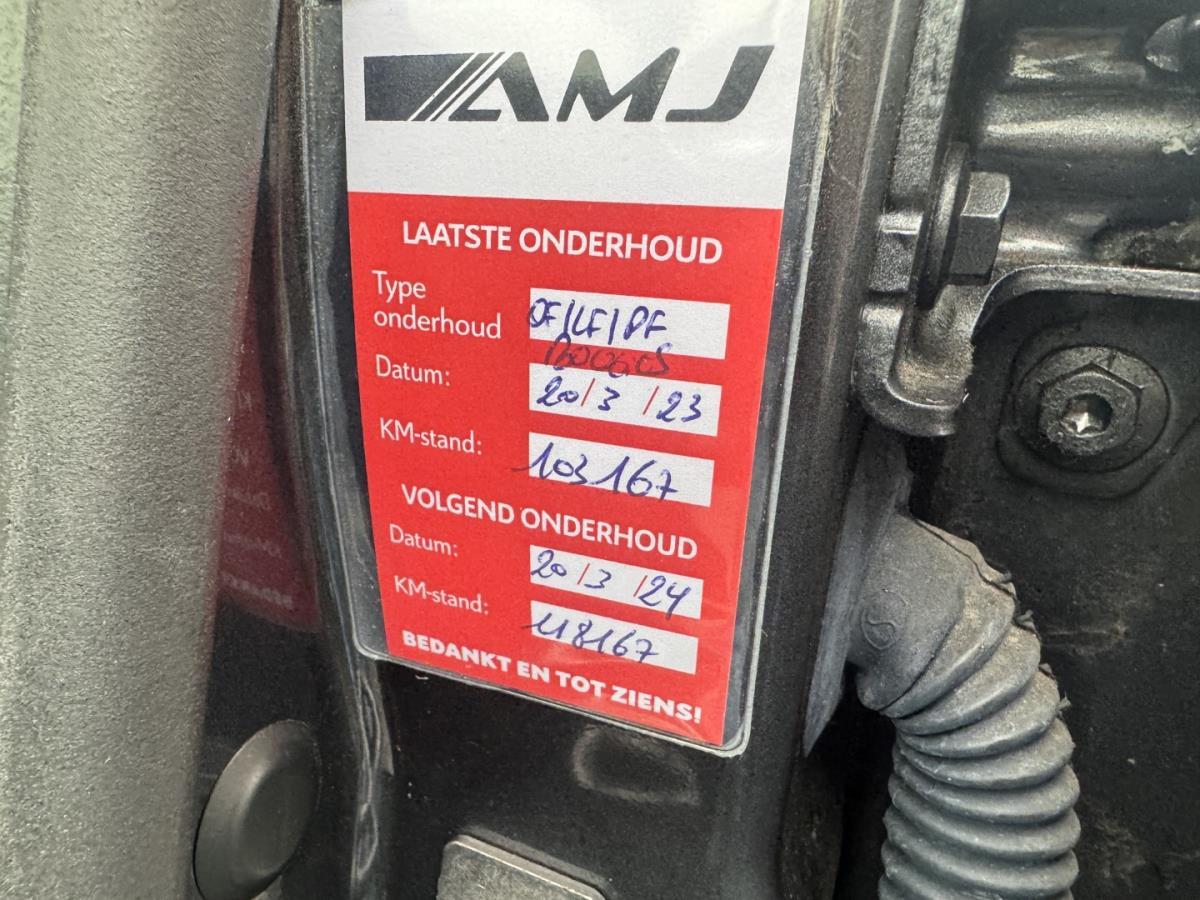 AMJ
LAATSTE ONDERHOUD
Type onderhoud OF/LF/PF
BOUGIES
Datum: 20/3/23
KM-stand: 103167
VOLGEND ONDERHOUD
Datum: 20/3/24
KM-stand: 118167
BEDANKT EN TOT ZIENS!